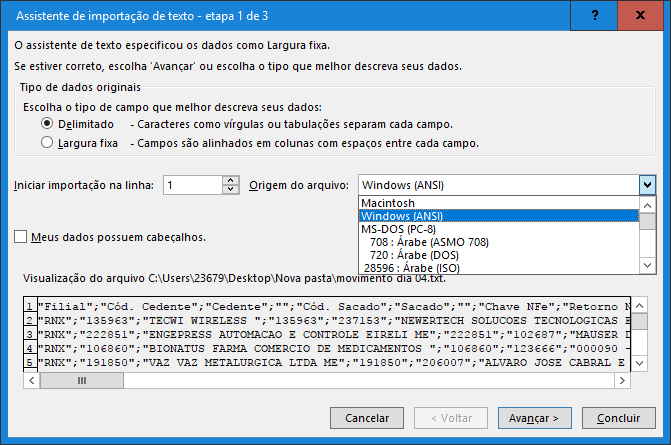 Assistente de importação de texto - etapa 1 de 3
?
O assistente de texto especificou os dados como Largura fixa.
Se estiver correto, escolha 'Avançar' ou escolha o tipo que melhor descreva seus dados.
Tipo de dados originais
Escolha o tipo de campo que melhor descreva seus dados:
Delimitado - Caracteres como vírgulas ou tabulações separam cada campo.
Largura fixa - Campos são alinhados em colunas com espaços entre cada campo.
Iniciar importação na linha: 1 Origem do arquivo: Windows (ANSI)
Macintosh
Windows (ANSI)
MS-DOS (PC-8)
708 : Árabe (ASMO 708)
720 : Árabe (DOS)
28596 : Árabe (ISO)
Meus dados possuem cabeçalhos.
Visualização do arquivo C:\Users\23679\Desktop\Nova pasta\movimento dia 04.txt.
1 "Filial";"Cód. Cedente";"Cedente";"";"Cód. Sacado";"Sacado";"";"Chave NFe";"Retorno N
2 "RNX";"135963";"TECWI WIRELESS ";"135963";"237153";"NEWERTECH SOLUCOES TECNOLOGICAS E
3 "RNX";"222851";"ENGEPRESS AUTOMACAO E CONTROLE EIRELI ME";"222851";"102687";"MAUSER D
4 "RNX";"106860";"BIONATUS FARMA COMERCIO DE MEDICAMENTOS ";"106860";"123666";"000090 -
5 "RNX";"191850";"VAZ VAZ METALURGICA LTDA ME";"191850";"206007";"ALVARO JOSE CABRAL E
Cancelar < Voltar Avançar > Concluir